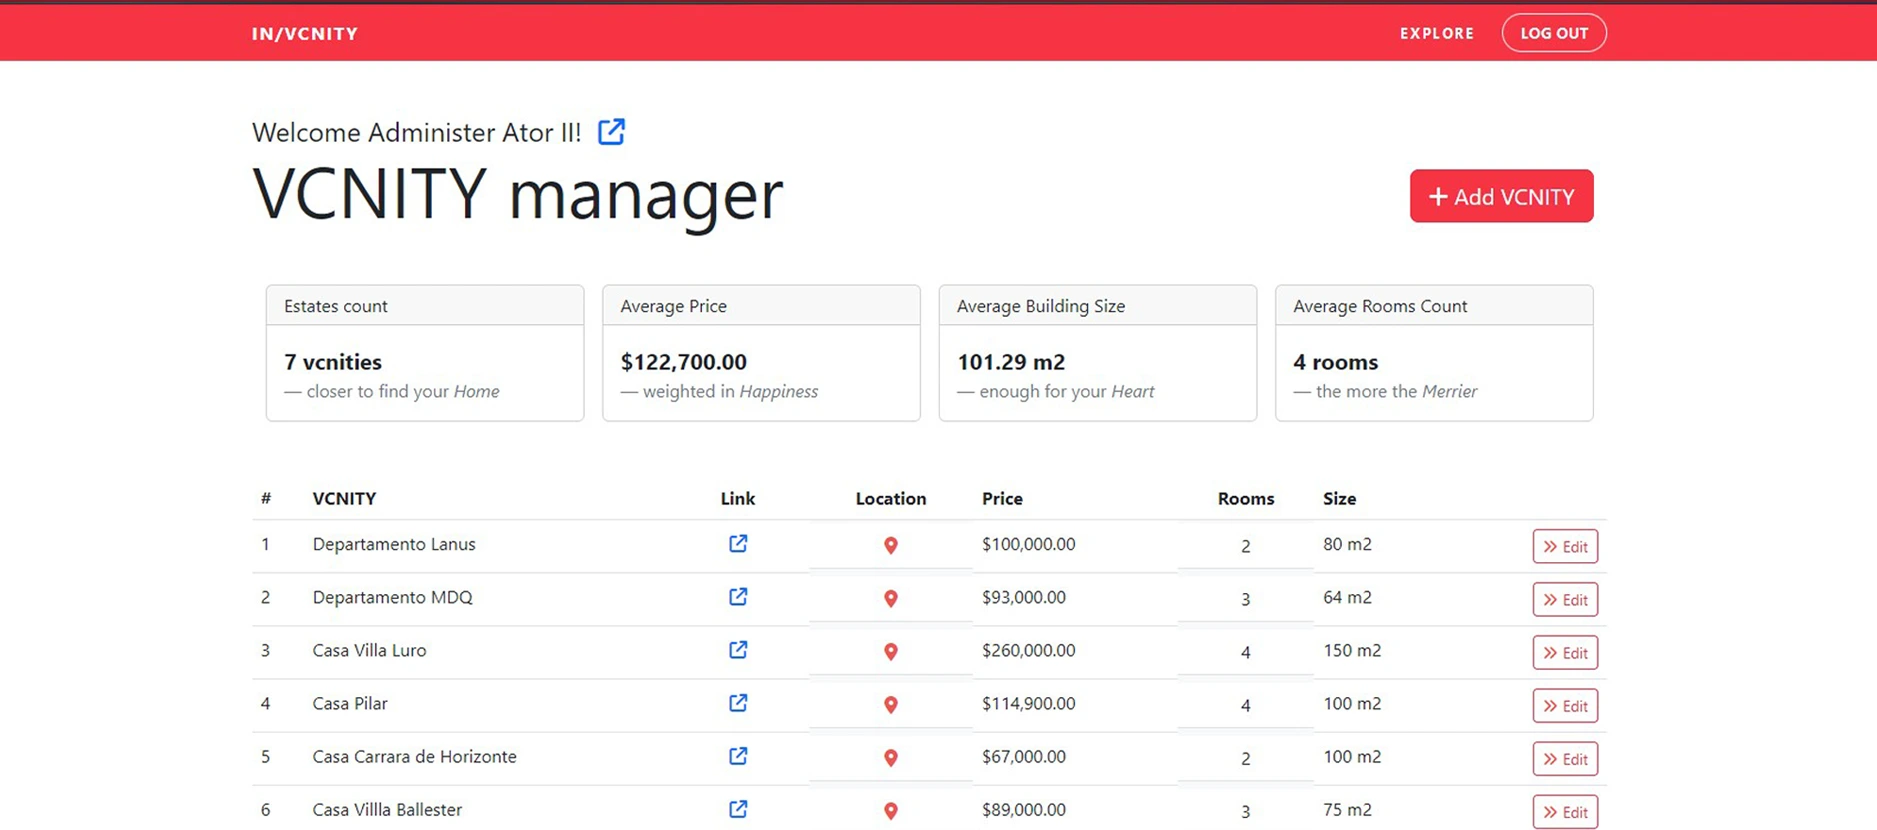 IN/VCNITY EXPLORE LOG OUT
Welcome Administer Ator II!
VCNITY manager
+ Add VCNITY
Estates count Average Price Average Building Size Average Rooms Count
7 vcnities $122,700.00 101.29 m2 4 rooms
— closer to find your Home — weighted in Happiness — enough for your Heart — the more the Merrier
# VCNITY Link Location Price Rooms Size
1 Departamento Lanus $100,000.00 2 80 m2 Edit
2 Departamento MDQ $93,000.00 3 64 m2 Edit
3 Casa Villa Luro $260,000.00 4 150 m2 Edit
4 Casa Pilar $114,900.00 4 100 m2 Edit
5 Casa Carrara de Horizonte $67,000.00 2 100 m2 Edit
6 Casa Villla Ballester $89,000.00 3 75 m2 Edit